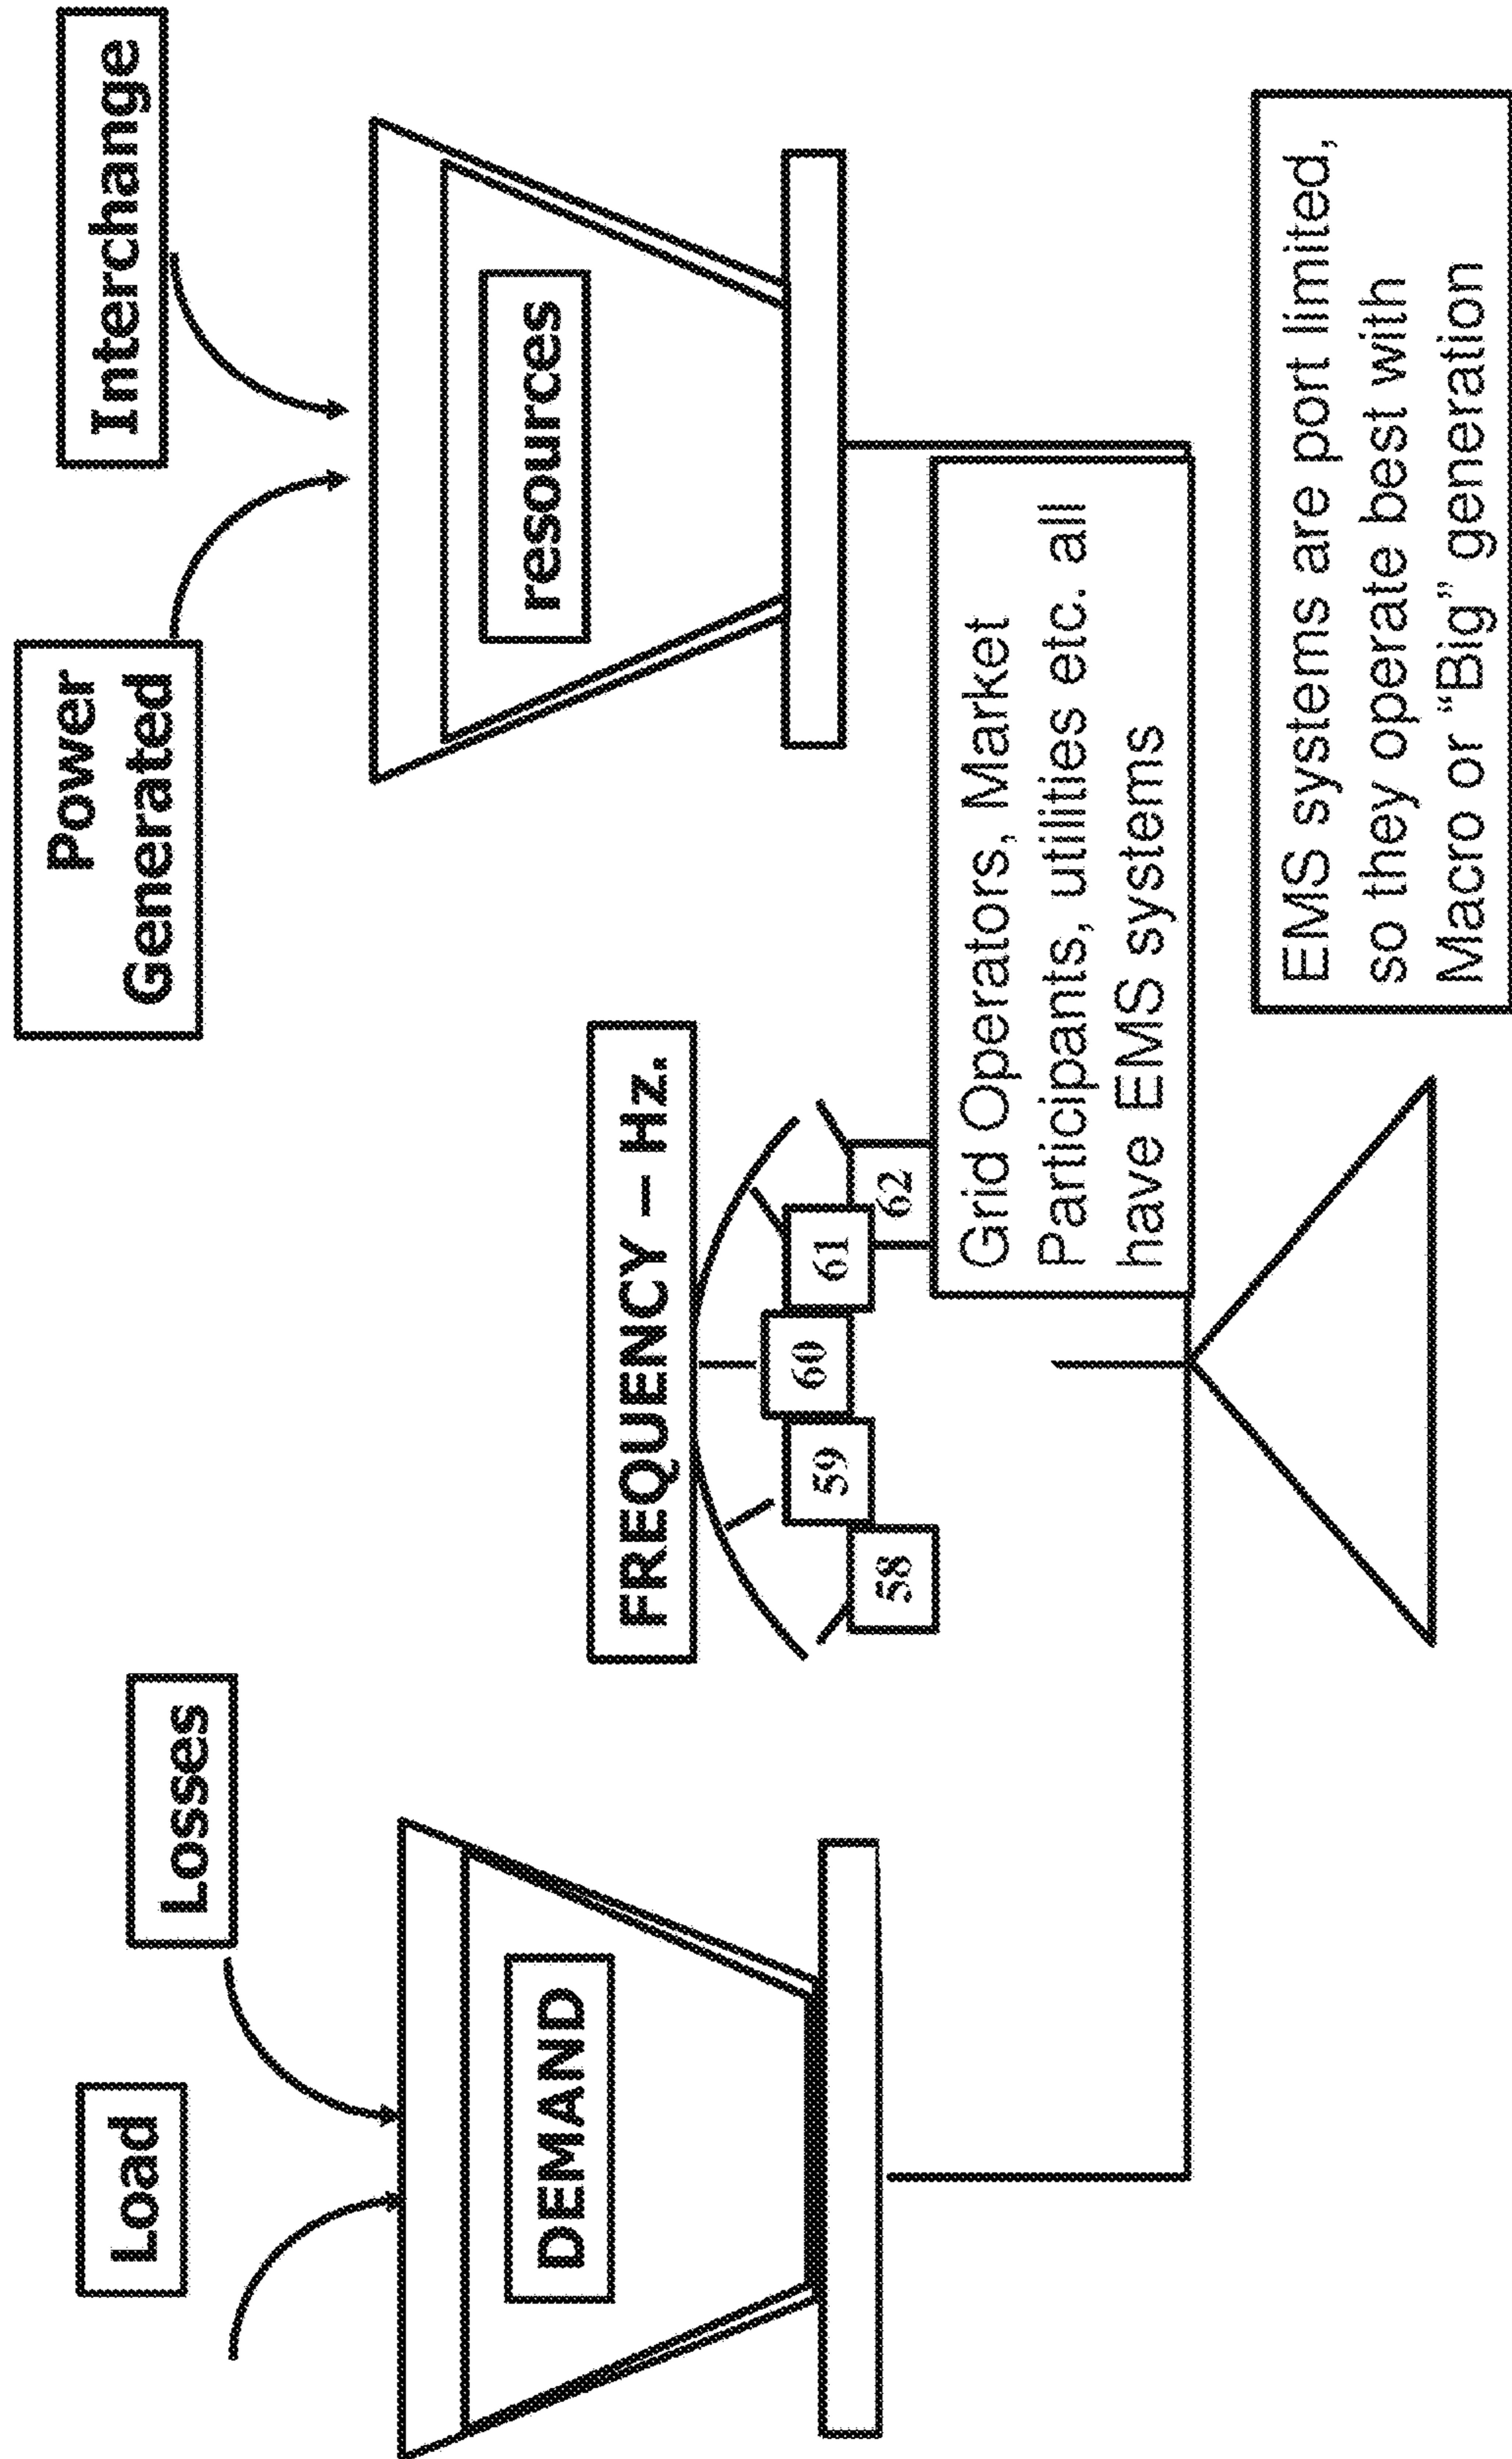 Load
Losses
DEMAND
FREQUENCY – Hz.
58
59
60
61
62
Power
Generated
Interchange
resources
Grid Operators, Market
Participants, utilities etc. all
have EMS systems
EMS systems are port limited,
so they operate best with
Macro or “Big” generation